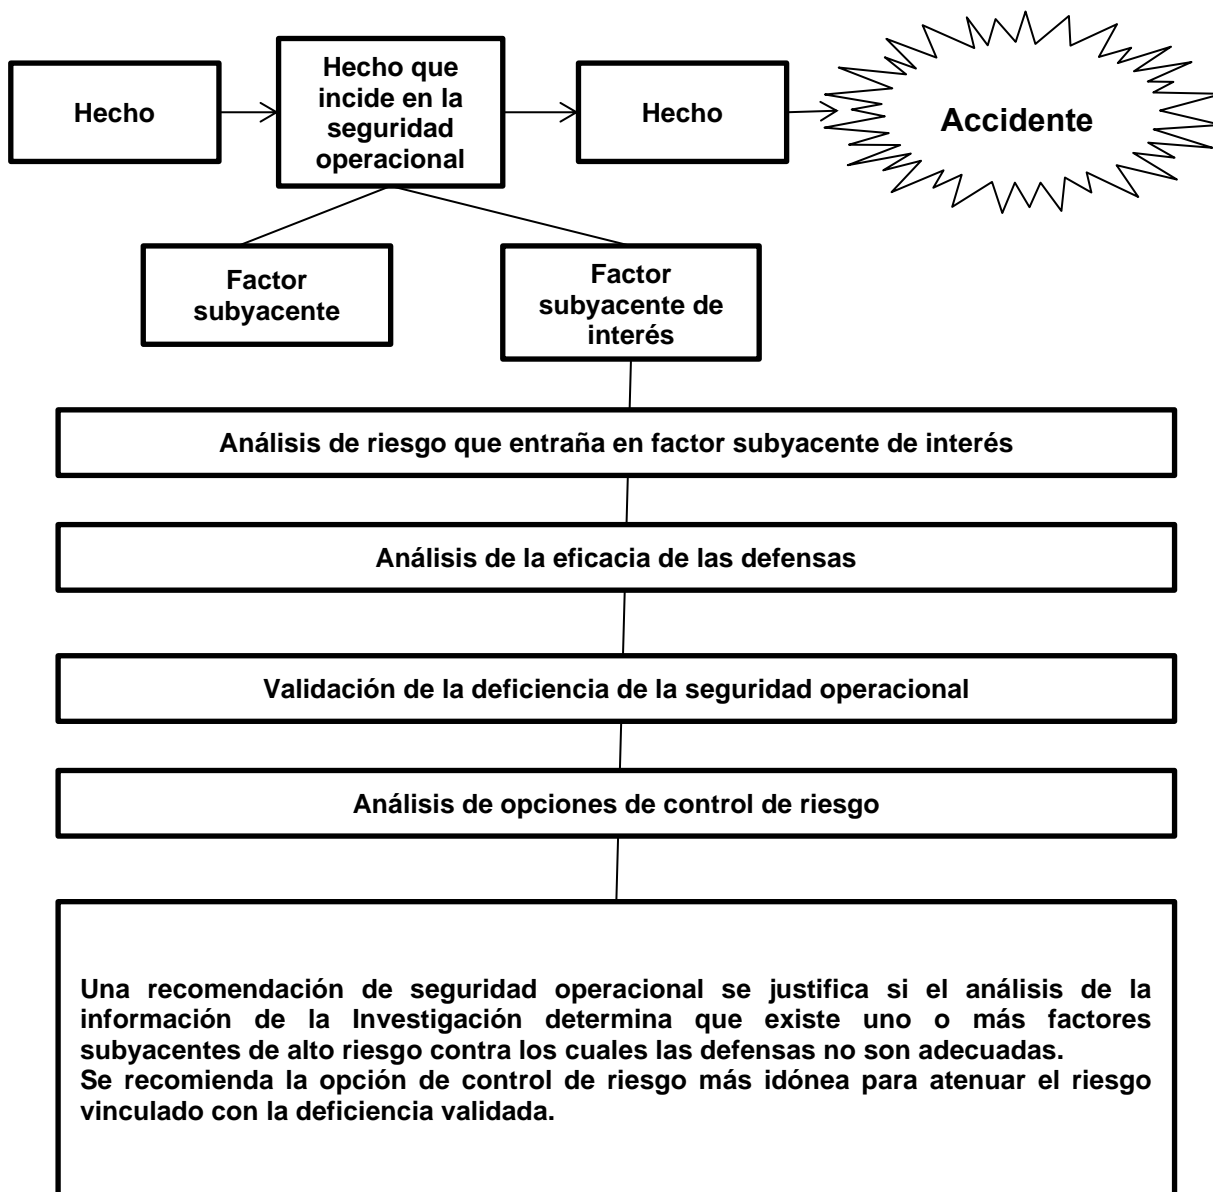 Hecho
Hecho que
incide en la
seguridad
operacional
Hecho
Accidente
Factor
subyacente
Factor
subyacente de
interés
Análisis de riesgo que entraña en factor subyacente de interés
Análisis de la eficacia de las defensas
Validación de la deficiencia de la seguridad operacional
Análisis de opciones de control de riesgo
Una recomendación de seguridad operacional se justifica si el análisis de la
información de la Investigación determina que existe uno o más factores
subyacentes de alto riesgo contra los cuales las defensas no son adecuadas.
Se recomienda la opción de control de riesgo más idónea para atenuar el riesgo
vinculado con la deficiencia validada.